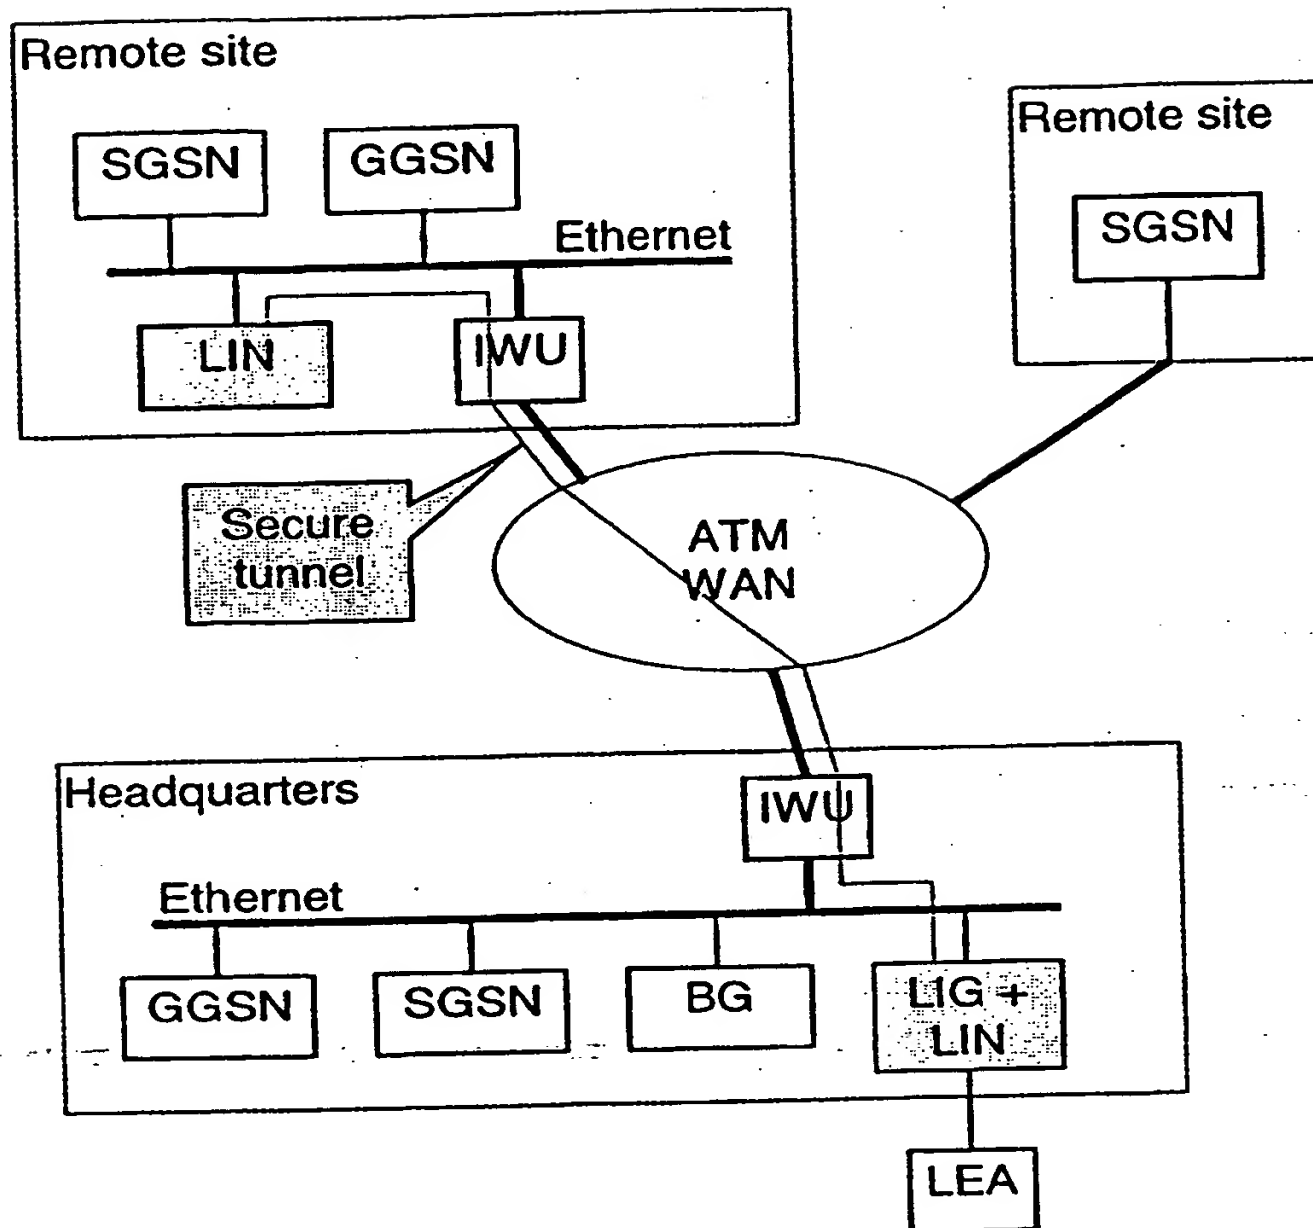 Remote site
SGSN
GGSN
Ethernet
LIN
IWU
Remote site
SGSN
Secure
tunnel
ATM
WAN
Headquarters
IWU
Ethernet
GGSN
SGSN
BG
LIG +
LIN
LEA